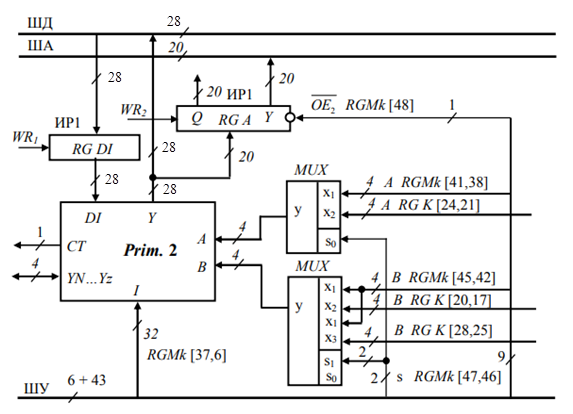 ШД 28
ША 20
28 20 20
ИР1
WR2 Q RG A Y OE2 RGMk [48] 1
ИР1
WR1 RG DI
28 20
28 28
28
MUX
x1 4 A RGMk [41,38]
y x2 4 A RG K [24,21]
s0
DI Y
1 CT Prim. 2 A 4
4 YN...Yz B 4
I
MUX
x1 4 B RGMk [45,42]
y x2 4 B RG K [20,17]
x1
x3 4 B RG K [28,25]
s1 2 9
s0 2 s RGMk [47,46]
32
RGMk [37,6]
ШУ 6 + 43